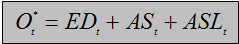 O*t = EDt + ASt + ASLt